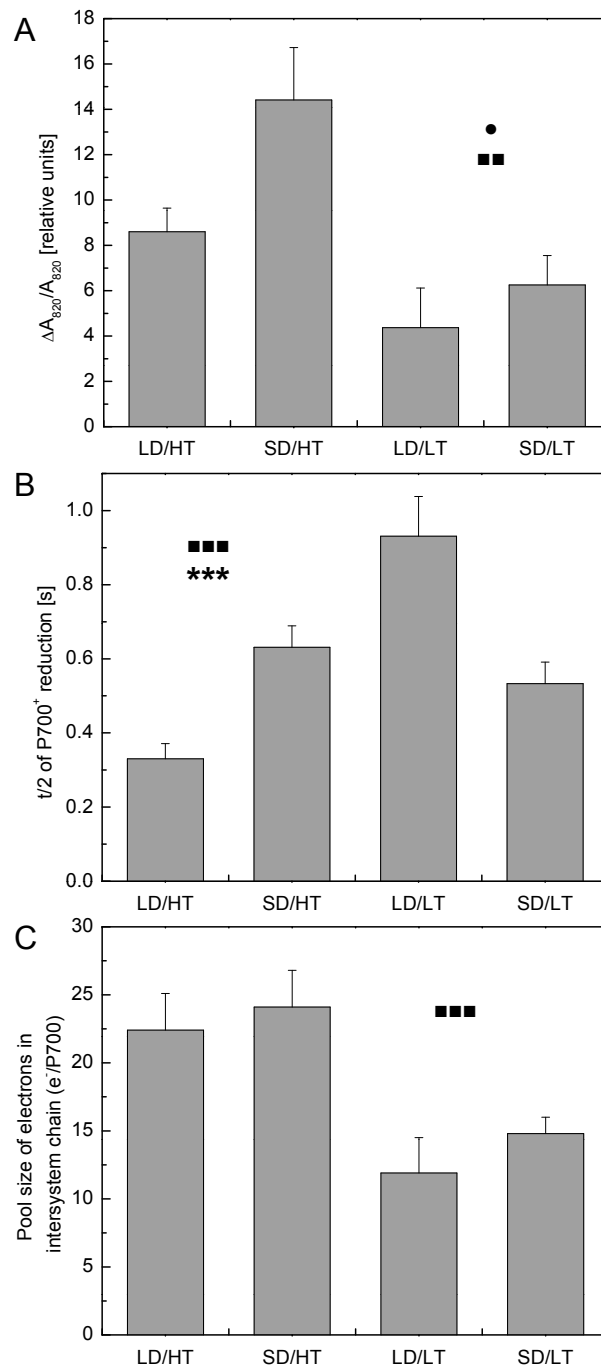 A
ΔA820/A820 [relative units]
18
16
14
12
10
8
6
4
2
0
LD/HT SD/HT LD/LT SD/LT
B
t/2 of P700+ reduction [s]
1.0
0.8
0.6
0.4
0.2
0.0
***
LD/HT SD/HT LD/LT SD/LT
C
Pool size of electrons in
intersystem chain (e-/P700)
30
25
20
15
10
5
0
LD/HT SD/HT LD/LT SD/LT